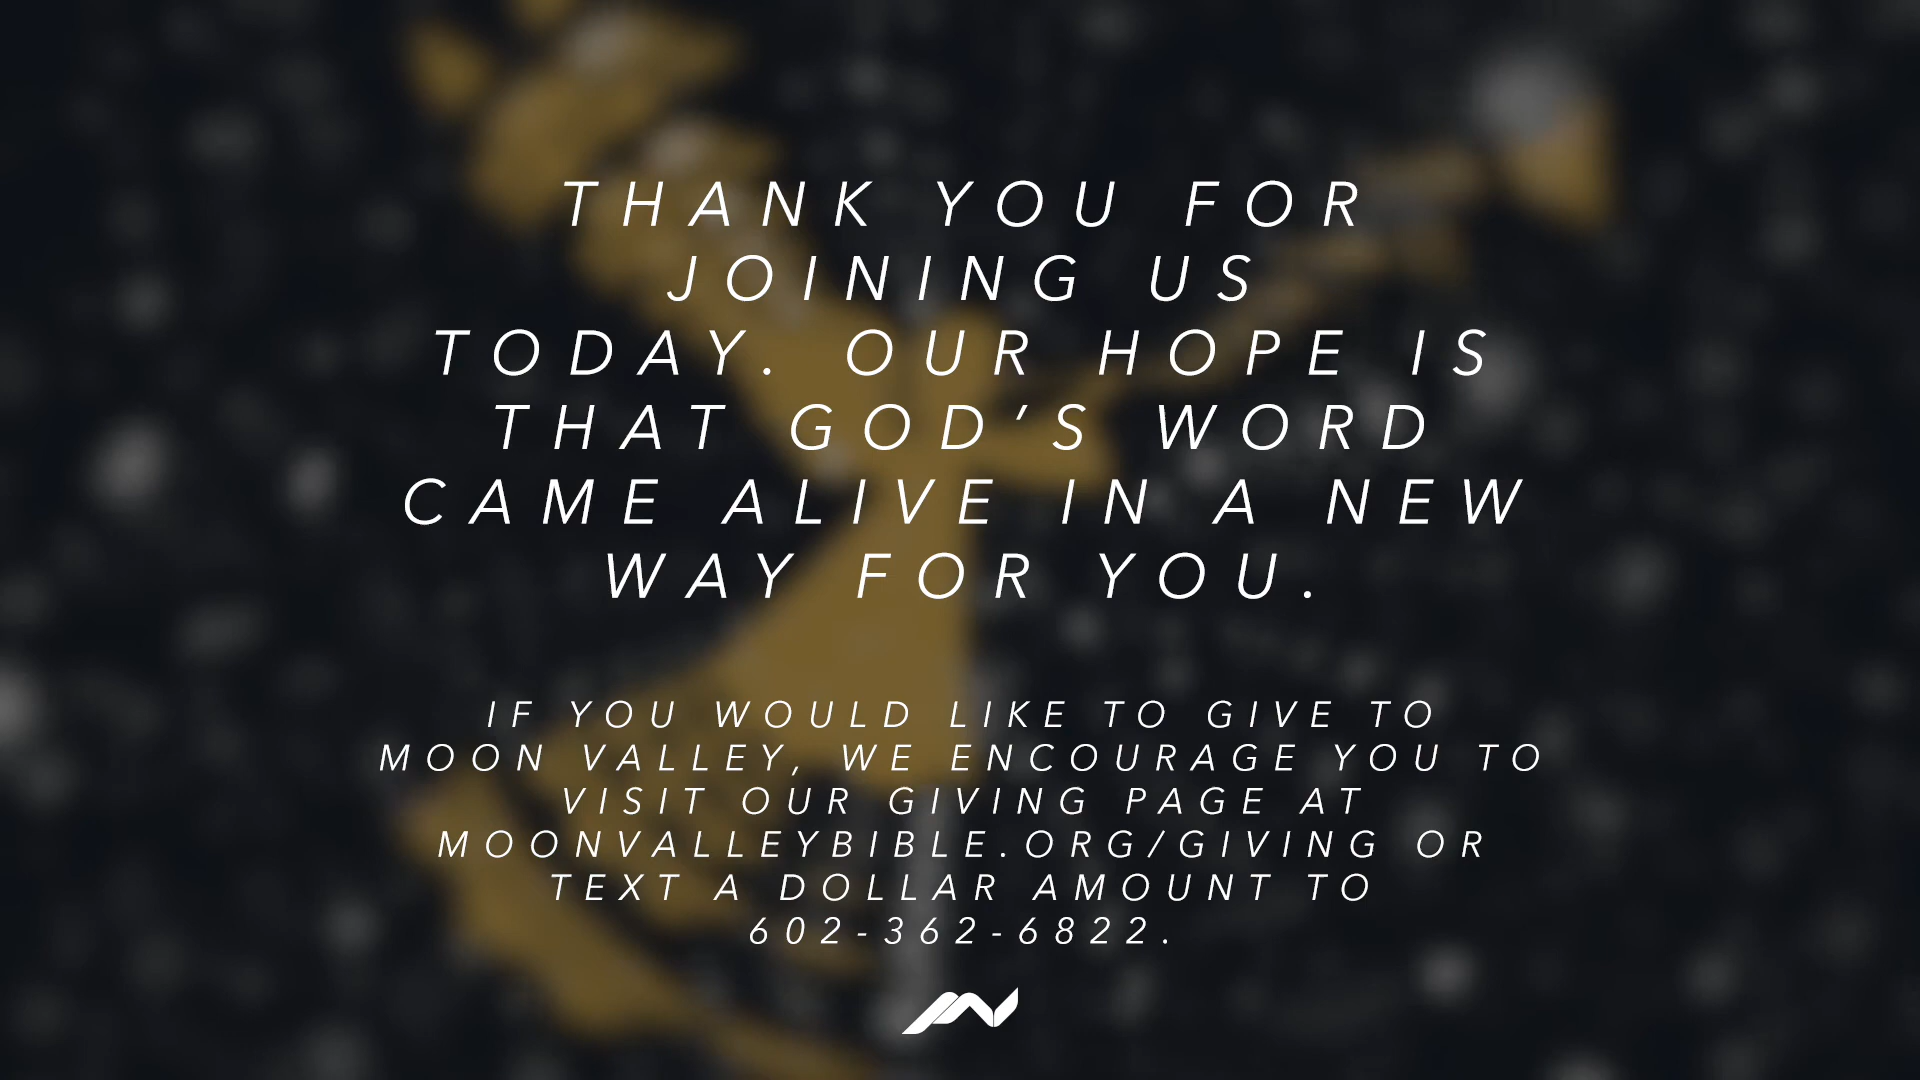 THANK YOU FOR
JOINING US
TODAY. OUR HOPE IS
THAT GOD'S WORD
CAME ALIVE IN A NEW
WAY FOR YOU.
IF YOU WOULD LIKE TO GIVE TO
MOON VALLEY, WE ENCOURAGE YOU TO
VISIT OUR GIVING PAGE AT
MOONVALLEYBIBLE.ORG/GIVING OR
TEXT A DOLLAR AMOUNT TO
602-362-6822.